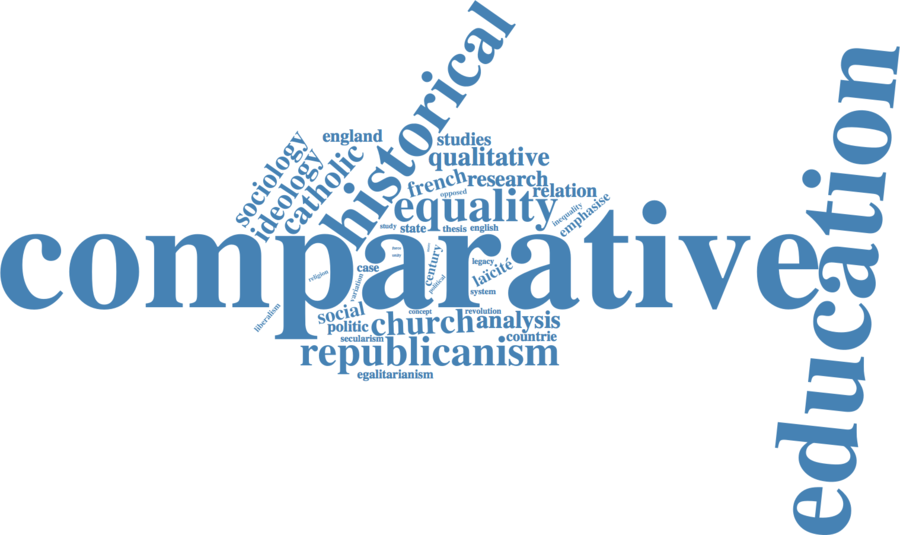 historical
england
studies
sociology
ideology
catholic
qualitative
french
research
opposed
relation
equality
inequality
emphasise
study
state
thesis
english
comparative
education
religion
case
variation
century
political
legacy
laïcité
system
liberalism
social
concept
revolution
politic
church
analysis
secularism
countrie
republicanism
egalitarianism